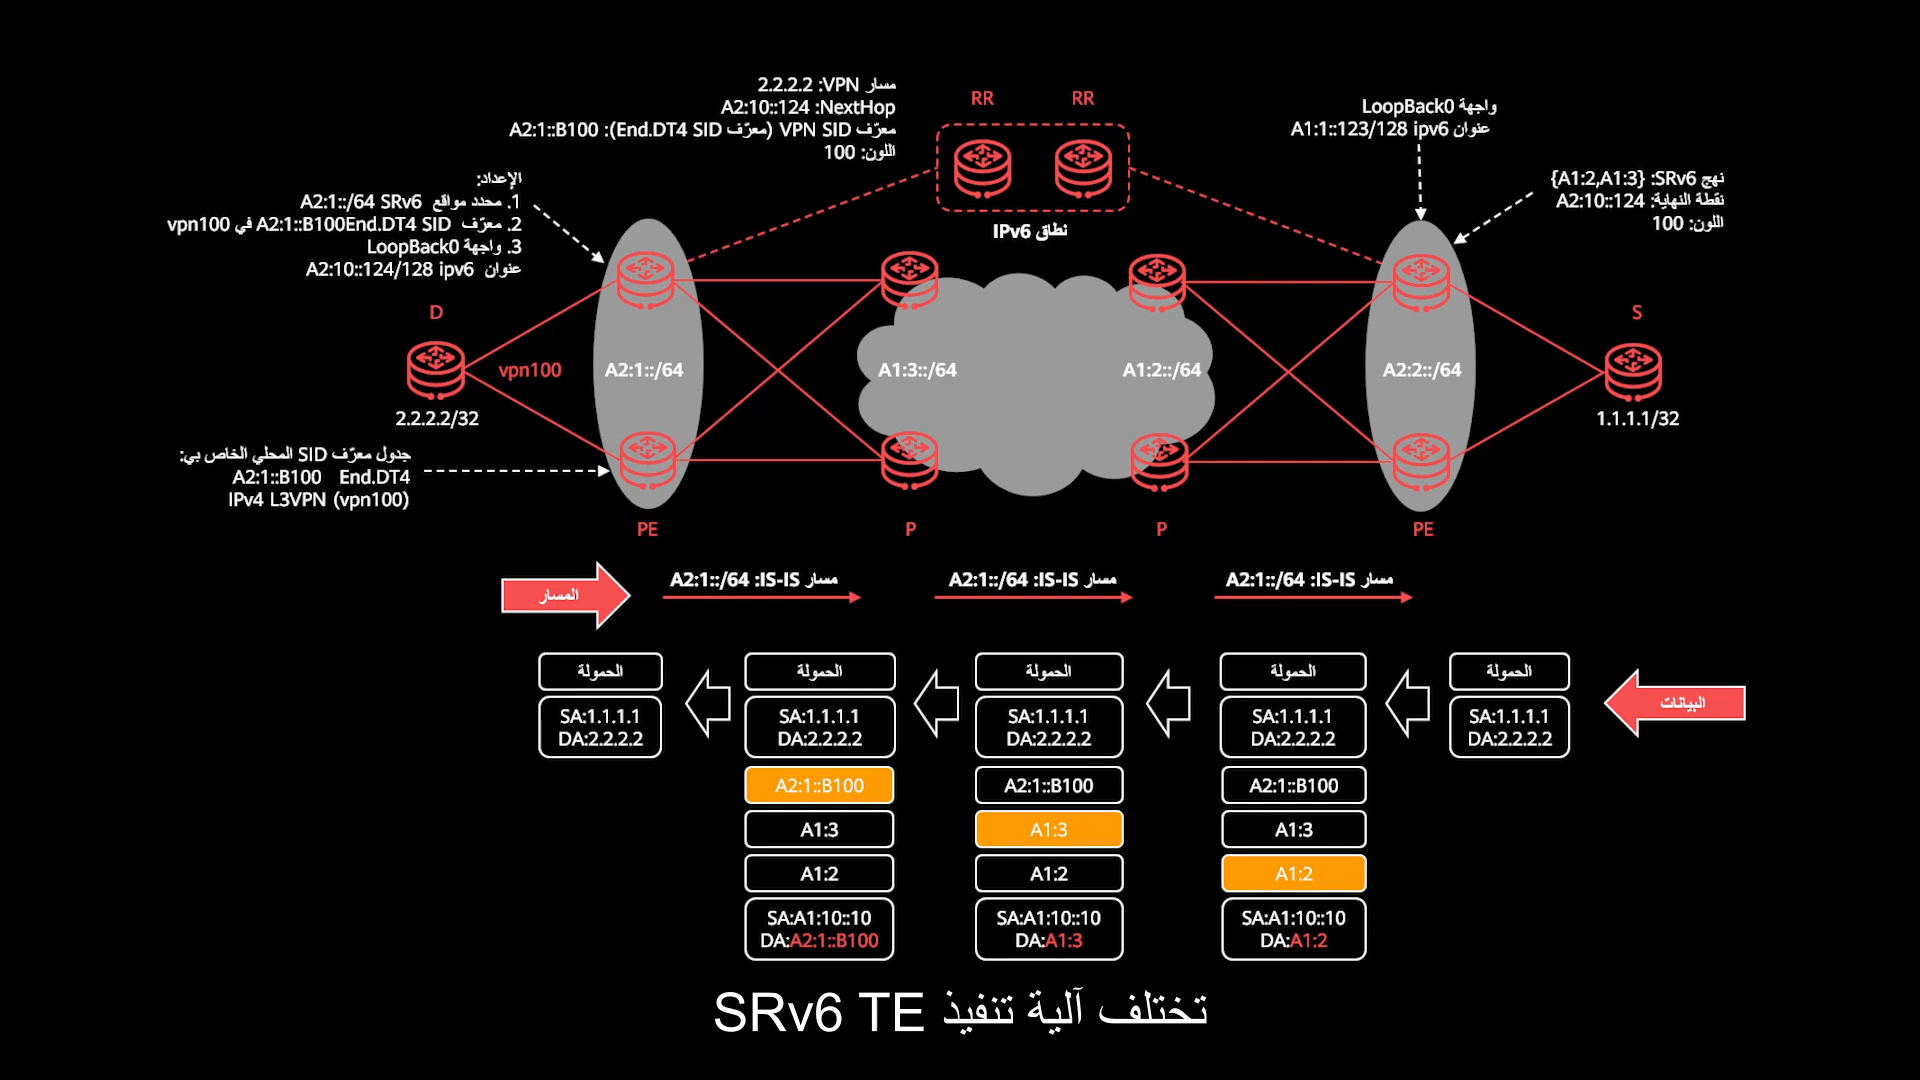 مسار VPN: 2.2.2.2
NextHop: A2:10::124
معرّف VPN SID (معرّف End.DT4 SID): A2:1::B100
اللون: 100
RR
RR
نطاق IPv6
واجهة LoopBack0
عنوان A1:1::123/128 ipv6
نهج SRv6: {A1:2,A1:3}
نقطة النهاية: A2:10::124
اللون: 100
الإعداد:
1. محدد مواقع A2:1::/64 SRv6
2. معرّف A2:1::B100End.DT4 SID في vpn100
3. واجهة LoopBack0
عنوان A2:10::124/128 ipv6
D
vpn100
2.2.2.2/32
A2:1::/64
A1:3::/64
A1:2::/64
A2:2::/64
S
1.1.1.1/32
جدول معرّف SID المحلي الخاص بي:
A2:1::B100 End.DT4
IPv4 L3VPN (vpn100)
PE
P
P
PE
المسار
مسار IS-IS: A2:1::/64
مسار IS-IS: A2:1::/64
مسار IS-IS: A2:1::/64
الحمولة
SA:1.1.1.1
DA:2.2.2.2
الحمولة
SA:1.1.1.1
DA:2.2.2.2
A2:1::B100
A1:3
A1:2
SA:A1:10::10
DA:A2:1::B100
الحمولة
SA:1.1.1.1
DA:2.2.2.2
A2:1::B100
A1:3
A1:2
SA:A1:10::10
DA:A1:3
الحمولة
SA:1.1.1.1
DA:2.2.2.2
A2:1::B100
A1:3
A1:2
SA:A1:10::10
DA:A1:2
الحمولة
SA:1.1.1.1
DA:2.2.2.2
البيانات
تختلف آلية تنفيذ SRv6 TE